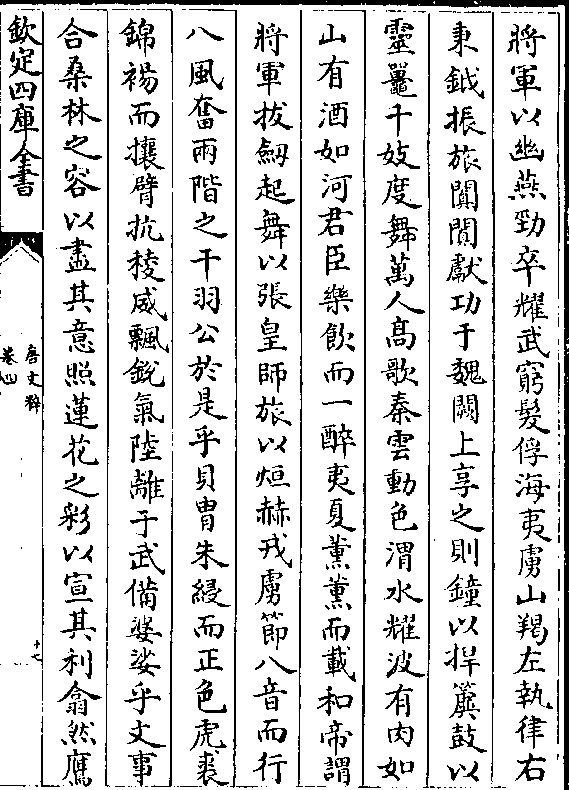 將軍以幽燕勁卒耀武窮髮俘海夷虜山羯左執律右
秉鉞振旅闐闐獻功于魏闕上享之則鐘以捍簴鼓以
靈鼉千妓度舞萬人高歌秦雲動色渭水耀波有肉如
山有酒如河君臣樂飲而一醉夷夏薰薰而載和帝謂
將軍拔劒起舞以張皇師旅以烜赫戎虜節八音而行
八風奮兩階之干羽公於是乎貝胄朱綅而正色虎裘
錦裼而攘臂抗稜威飄銳氣陸離于武備婆娑乎文事
合桑林之容以盡其意照蓮花之彩以宣其利翕然鷹
欽定四庫全書
唐文粹
卷四
十七